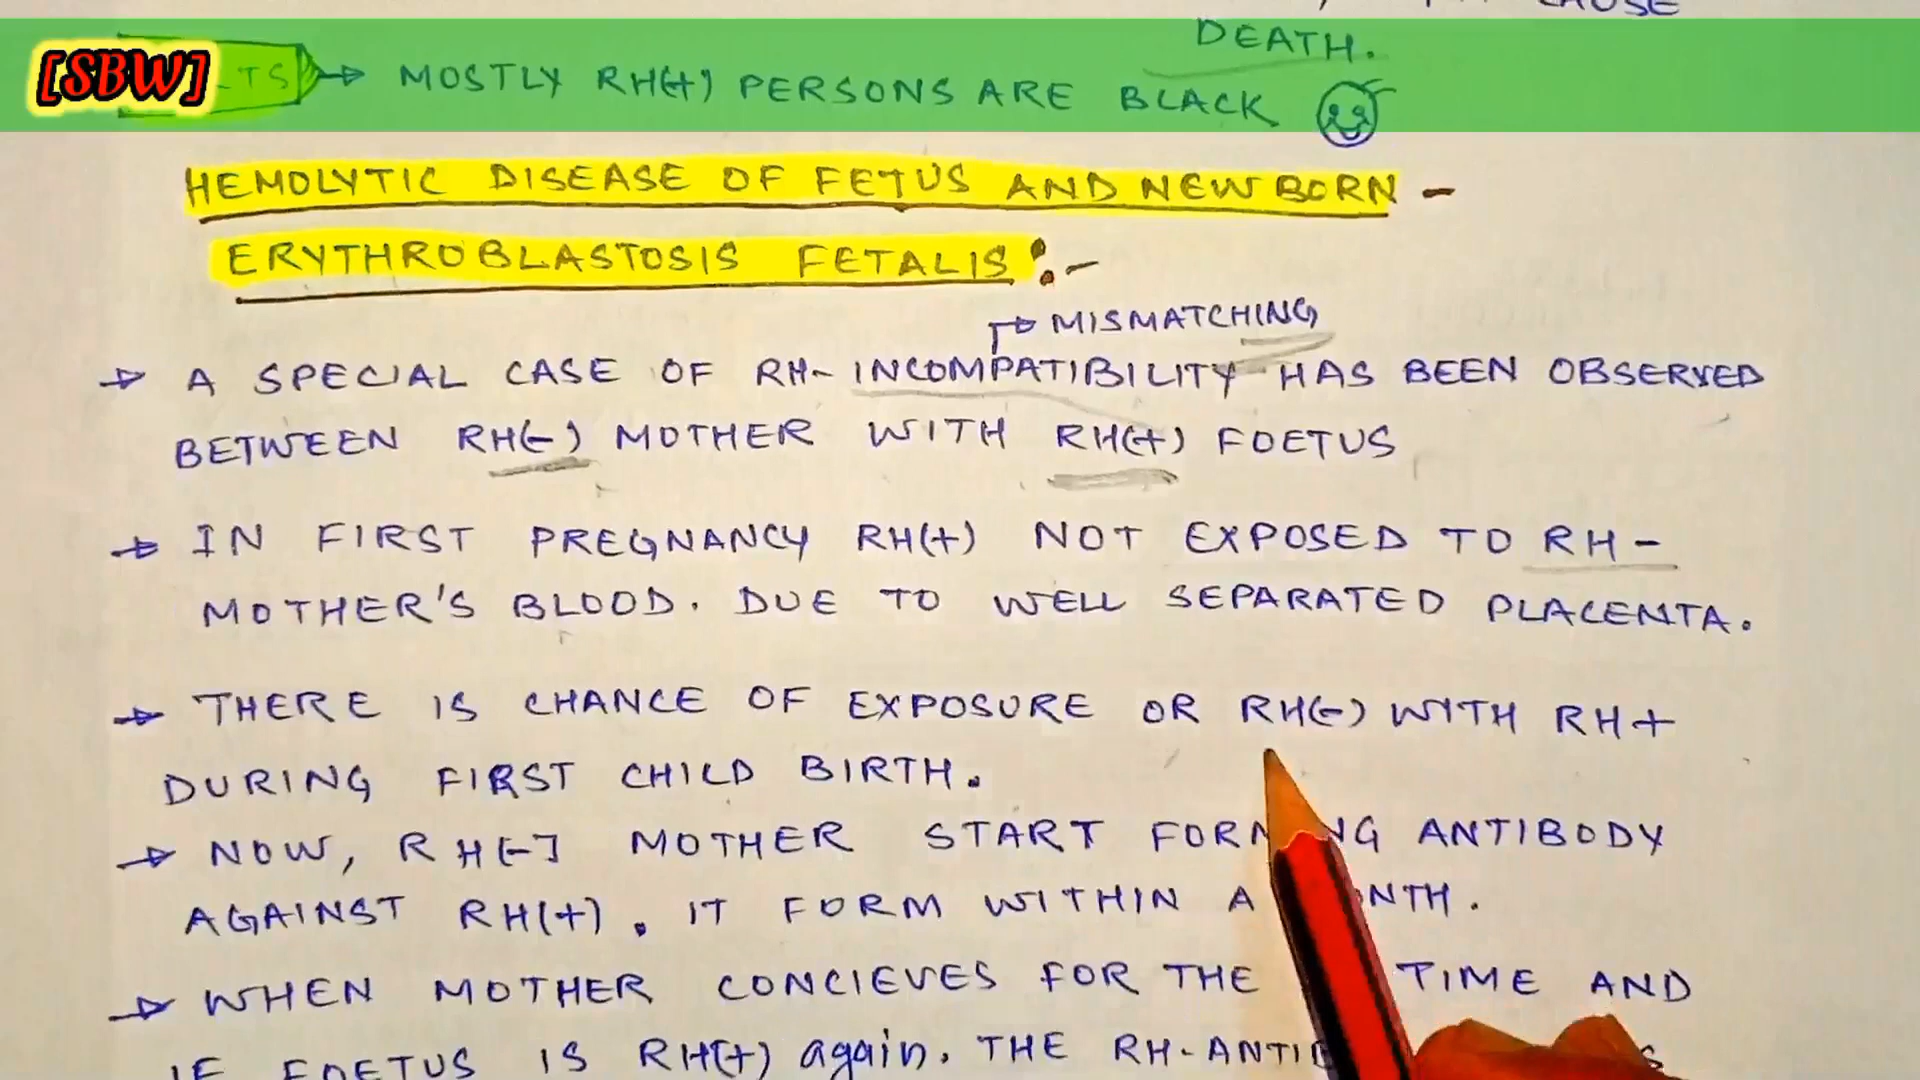 CAUSE
DEATH.
[SBW] TS → MOSTLY RH(+) PERSONS ARE BLACK
HEMOLYTIC DISEASE OF FETUS AND NEW BORN -
ERYTHROBLASTOSIS FETALIS :-
→ MISMATCHING
→ A SPECIAL CASE OF RH- INCOMPATIBILITY HAS BEEN OBSERVED
BETWEEN RH(-) MOTHER WITH RH(+) FOETUS
→ IN FIRST PREGNANCY RH(+) NOT EXPOSED TO RH-
MOTHER'S BLOOD. DUE TO WELL SEPARATED PLACENTA.
→ THERE IS CHANCE OF EXPOSURE OR RH(-) WITH RH+
DURING FIRST CHILD BIRTH.
→ NOW, RH[-] MOTHER START FORM NG ANTIBODY
AGAINST RH(+). IT FORM WITHIN A ONTH.
→ WHEN MOTHER CONCIEVES FOR THE TIME AND
IF FOETUS IS RH(+) again. THE RH-ANTI S